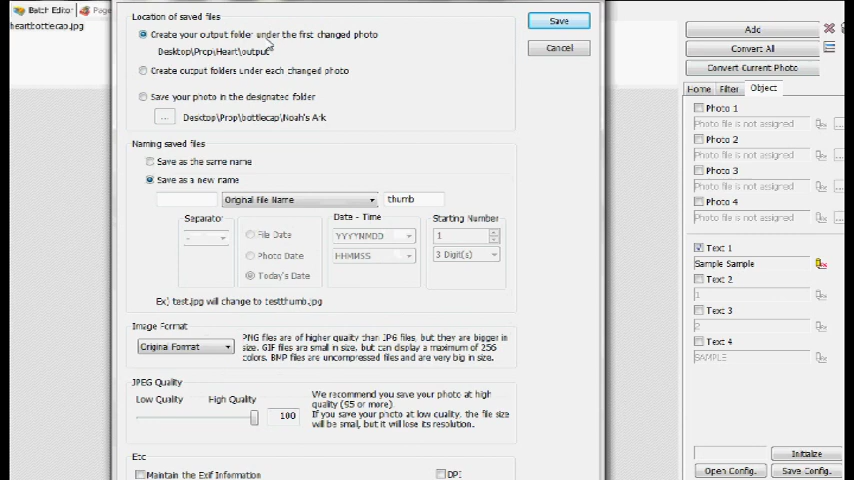 Batch Editor
Page
heartbottlecap.jpg
Location of saved files
Create your output folder under the first changed photo
Desktop\Prop\Heart\output
Create output folders under each changed photo
Save your photo in the designated folder
... Desktop\Prop\bottlecap\Noah's Ark
Naming saved files
Save as the same name
Save as a new name
Original File Name
thumb
Separator
-
File Date
Photo Date
Today's Date
Date - Time
YYYYMMDD
HHMMSS
Starting Number
1
3 Digit(s)
Ex) test.jpg will change to testthumb.jpg
Image Format
Original Format
PNG files are of higher quality than JPG files, but they are bigger in
size. GIF files are small in size, but can display a maximum of 256
colors. BMP files are uncompressed files and are very big in size.
JPEG Quality
Low Quality
High Quality
100
We recommend you save your photo at high
quality (95 or more).
If you save your photo at low quality, the file size
will be small, but it will lose its resolution.
Etc
Maintain the Exif Information
DPI
Save
Cancel
Add
Convert All
Convert Current Photo
Home
Filter
Object
Photo 1
Photo file is not assigned
...
Photo 2
Photo file is not assigned
...
Photo 3
Photo file is not assigned
...
Photo 4
Photo file is not assigned
...
Text 1
Sample Sample
Text 2
1
Text 3
2
Text 4
SAMPLE
Initialize
Open Config.
Save Config.